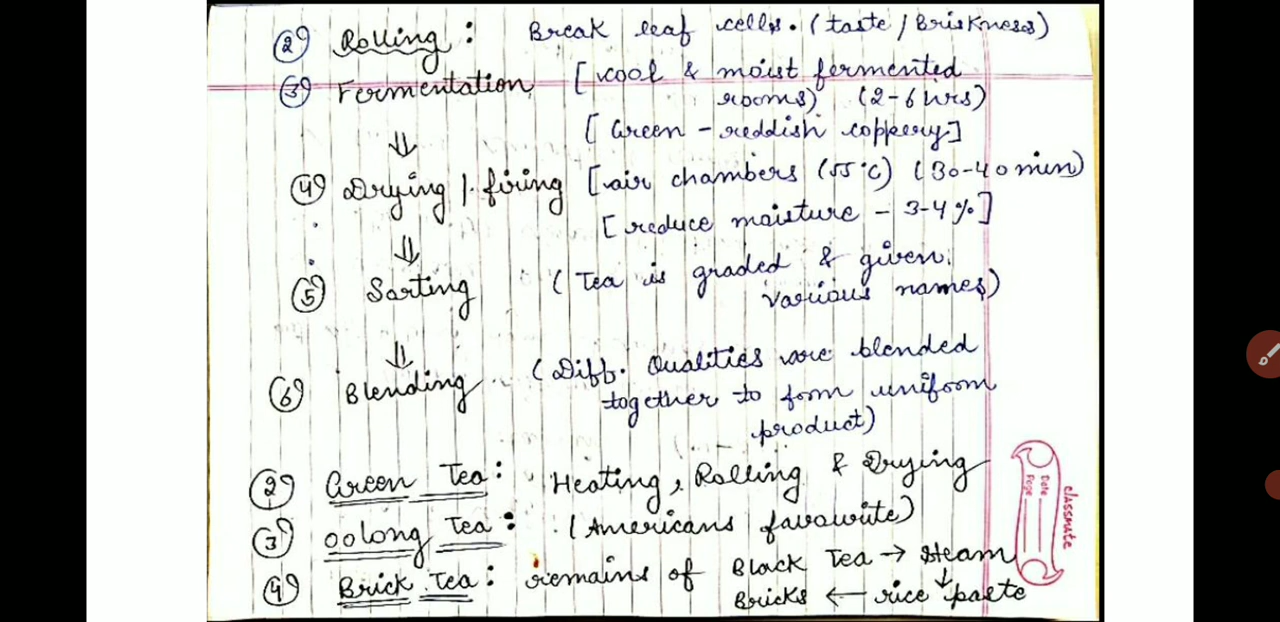 ② Rolling : Break leaf cells. (taste / Briskness)
③ Fermentation [cool & moist fermented
rooms) (2-6 hrs)
[Green - reddish coppery]
⇓
④ Drying / firing [air chambers (55°C) (30-40 min)
[reduce moisture - 3-4%]
⇓
⑤ Sorting (Tea is graded & given
various names)
⇓
⑥ Blending (Diff. Qualities are blended
together to form uniform
product)
② Green Tea : Heating, Rolling & Drying
③ oolong Tea : (Americans favourite)
④ Brick Tea : remains of Black Tea → Steam
↓
Bricks ← rice paste
classmate
Date
Page